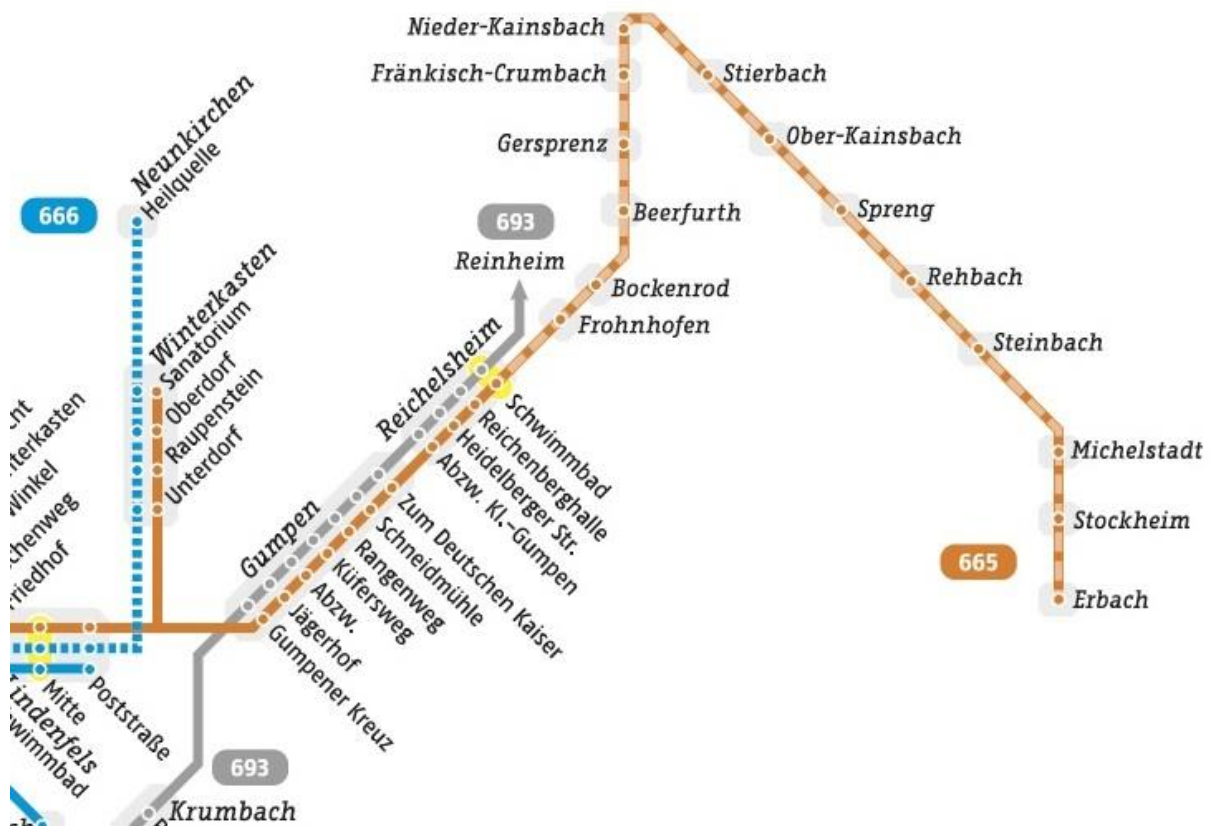 Nieder-Kainsbach
Fränkisch-Crumbach
Gersprenz
Beerfurth
Bockenrod
Frohnhofen
Stierbach
Ober-Kainsbach
Spreng
Rehbach
Steinbach
Michelstadt
Stockheim
Erbach
665
693
Reinheim
666
Neunkirchen
Heilquelle
Winterkasten
Sanatorium
Oberdorf
Raupenstein
Unterdorf
Reichelsheim
Schwimmbad
Reichenberghalle
Heidelberger Str.
Abzw. Kl.-Gumpen
Gumpen
Zum Deutschen Kaiser
Schneidmühle
Rangenweg
Küfersweg
Abzw.
Jägerhof
Gumpener Kreuz
Winkel
Mitte
Poststraße
693
Krumbach